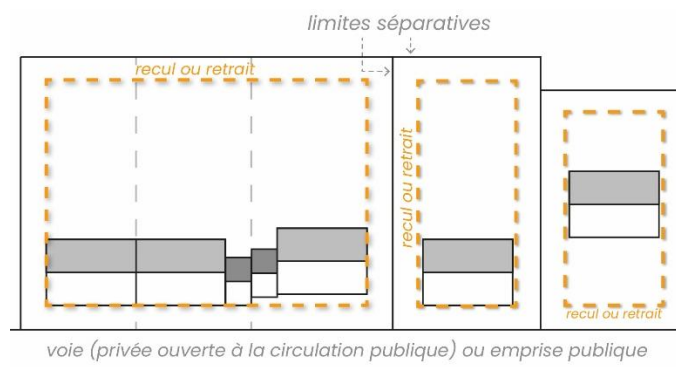 limites séparatives
recul ou retrait
recul ou retrait
recul ou retrait
voie (privée ouverte à la circulation publique) ou emprise publique